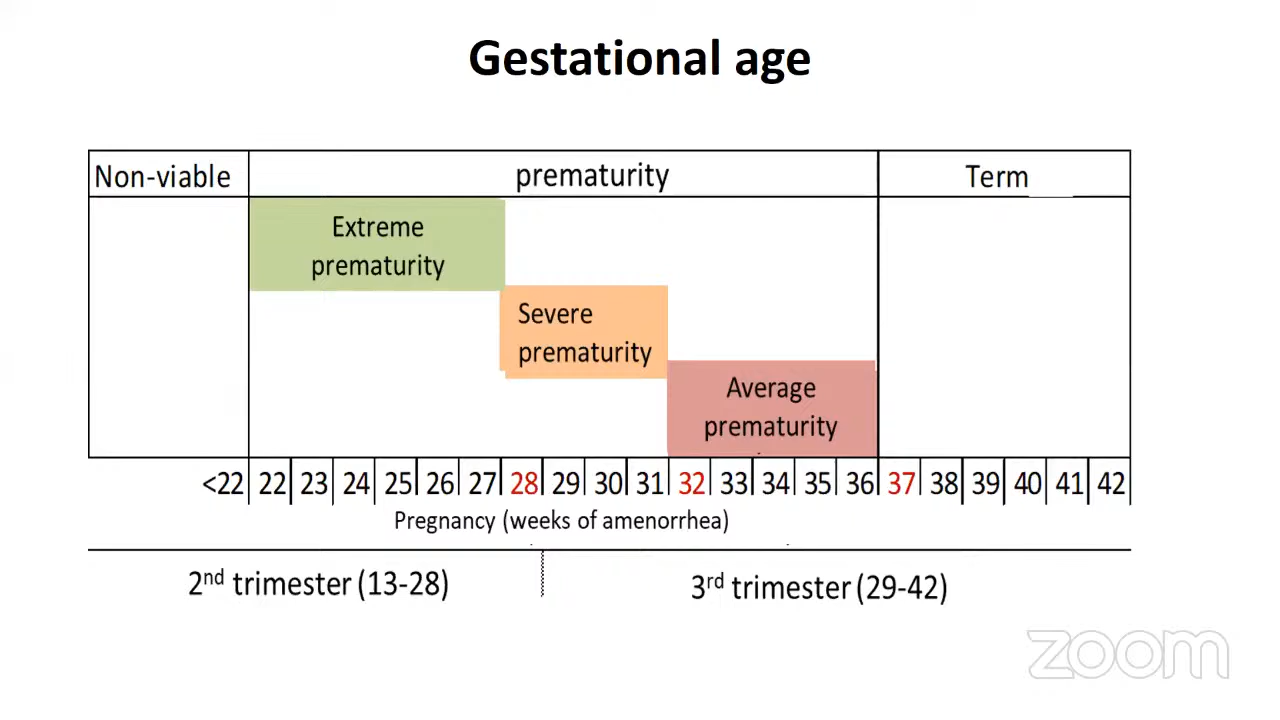 Gestational age
Non-viable prematurity Term
Extreme
prematurity
Severe
prematurity
Average
prematurity
<22 22 23 24 25 26 27 28 29 30 31 32 33 34 35 36 37 38 39 40 41 42
Pregnancy (weeks of amenorrhea)
2nd trimester (13-28) 3rd trimester (29-42)
zoom